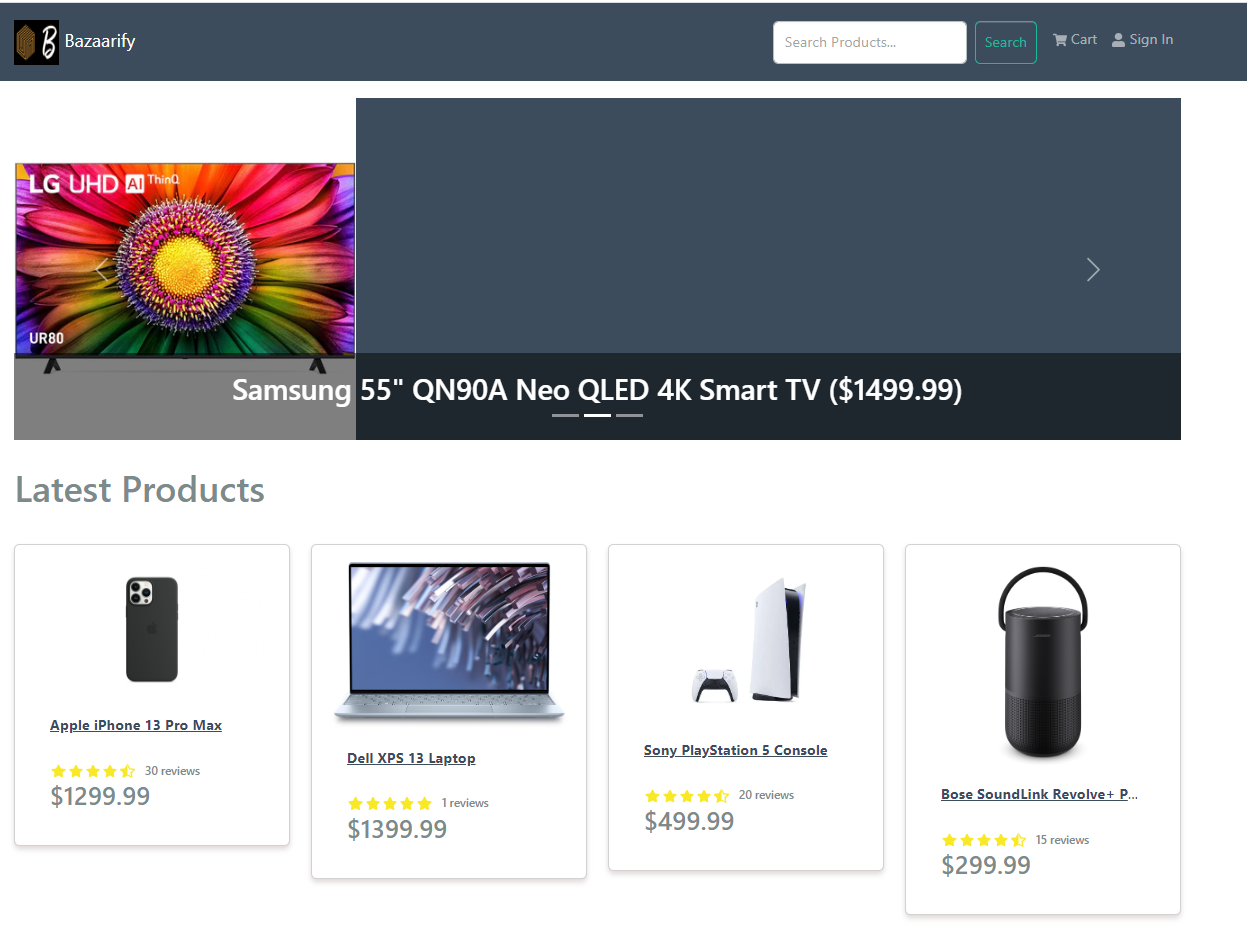 B Bazaarify
Search Products...
Search
Cart
Sign In
LG UHD AI ThinQ
UR80
Samsung 55" QN90A Neo QLED 4K Smart TV ($1499.99)
Latest Products
Apple iPhone 13 Pro Max
30 reviews
$1299.99
Dell XPS 13 Laptop
1 reviews
$1399.99
Sony PlayStation 5 Console
20 reviews
$499.99
Bose SoundLink Revolve+ P...
15 reviews
$299.99